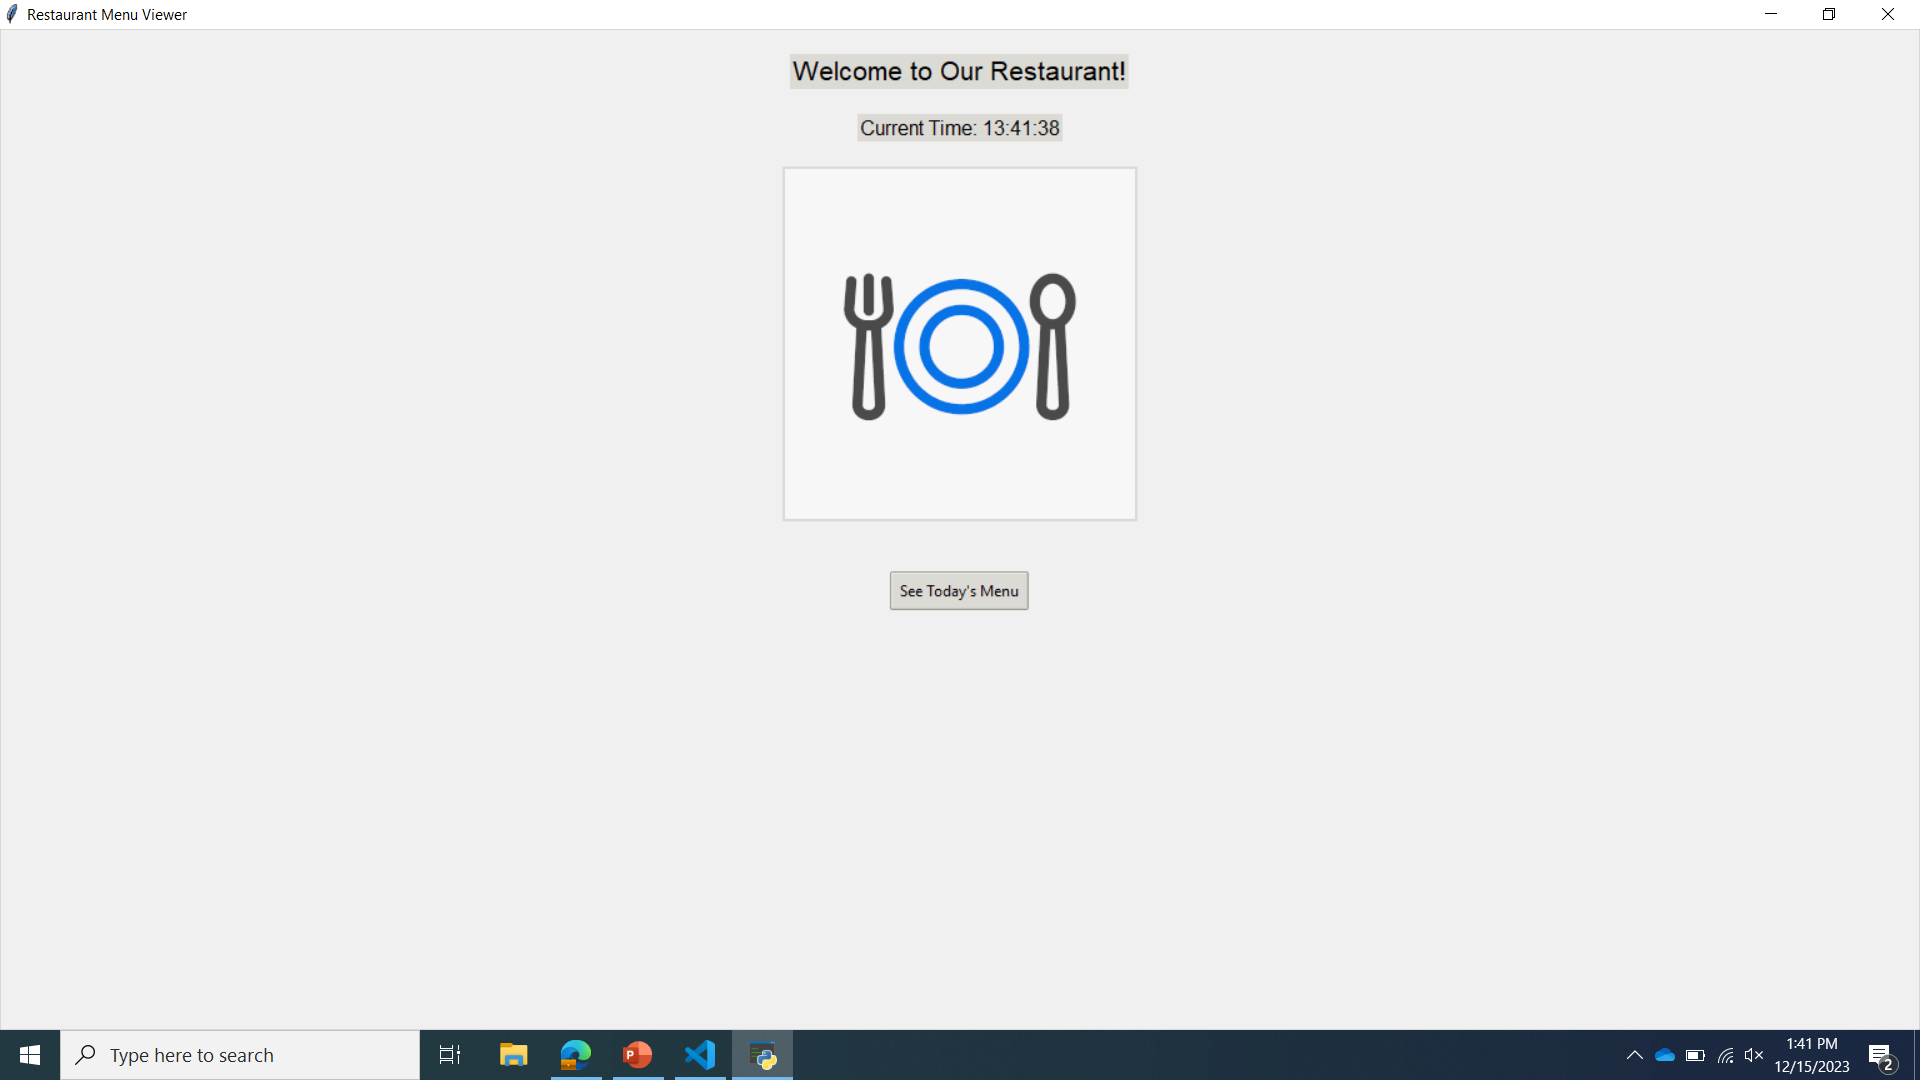 Restaurant Menu Viewer
Welcome to Our Restaurant!
Current Time: 13:41:38
See Today's Menu
Type here to search
P
1:41 PM
12/15/2023
2